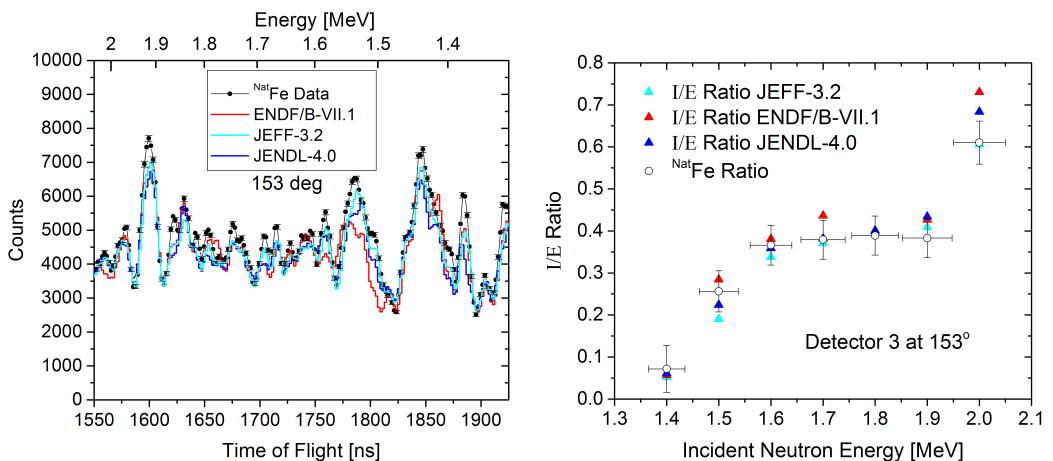 Energy [MeV]
2 1.9 1.8 1.7 1.6 1.5 1.4
10000
9000
8000
7000
6000
5000
4000
3000
2000
1000
0
Counts
NatFe Data
ENDF/B-VII.1
JEFF-3.2
JENDL-4.0
153 deg
1550 1600 1650 1700 1750 1800 1850 1900
Time of Flight [ns]
0.8
0.7
0.6
0.5
0.4
0.3
0.2
0.1
0.0
I/E Ratio
I/E Ratio JEFF-3.2
I/E Ratio ENDF/B-VII.1
I/E Ratio JENDL-4.0
NatFe Ratio
Detector 3 at 153°
1.3 1.4 1.5 1.6 1.7 1.8 1.9 2.0 2.1
Incident Neutron Energy [MeV]